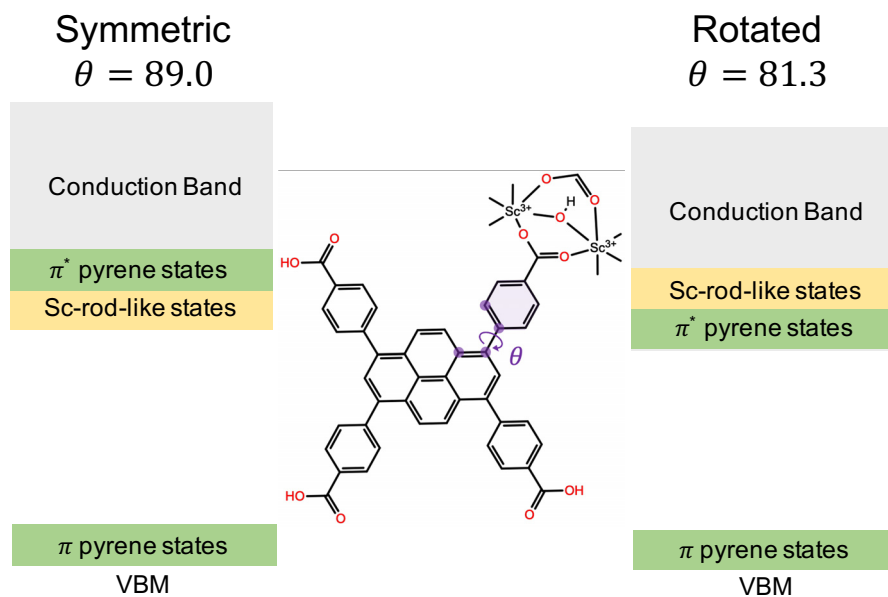 Symmetric
θ = 89.0
Conduction Band
π* pyrene states
Sc-rod-like states
π pyrene states
VBM
O
HO
O
H
Sc³⁺
O
O
O
Sc³⁺
O
θ
HO
O
O
OH
Rotated
θ = 81.3
Conduction Band
Sc-rod-like states
π* pyrene states
π pyrene states
VBM